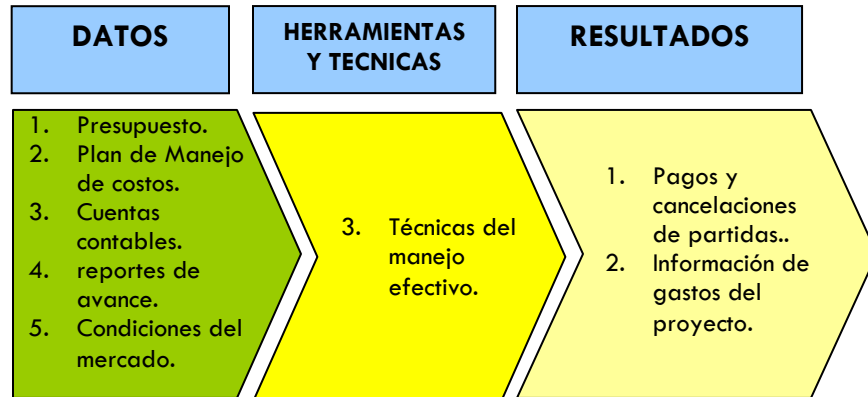 DATOS
HERRAMIENTAS
Y TECNICAS
RESULTADOS
1. Presupuesto.
2. Plan de Manejo
de costos.
3. Cuentas
contables.
4. reportes de
avance.
5. Condiciones del
mercado.
3. Técnicas del
manejo
efectivo.
1. Pagos y
cancelaciones
de partidas..
2. Información de
gastos del
proyecto.